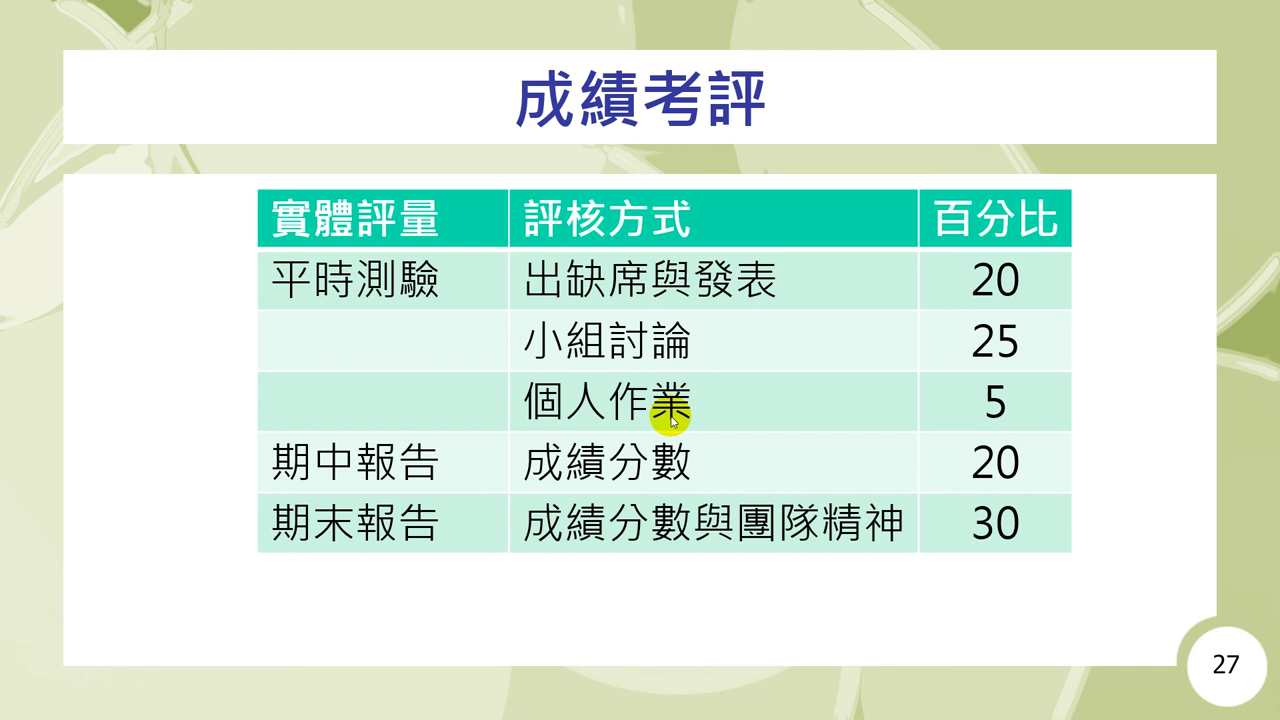 成績考評
實體評量 評核方式 百分比
平時測驗 出缺席與發表 20
小組討論 25
個人作業 5
期中報告 成績分數 20
期末報告 成績分數與團隊精神 30
27